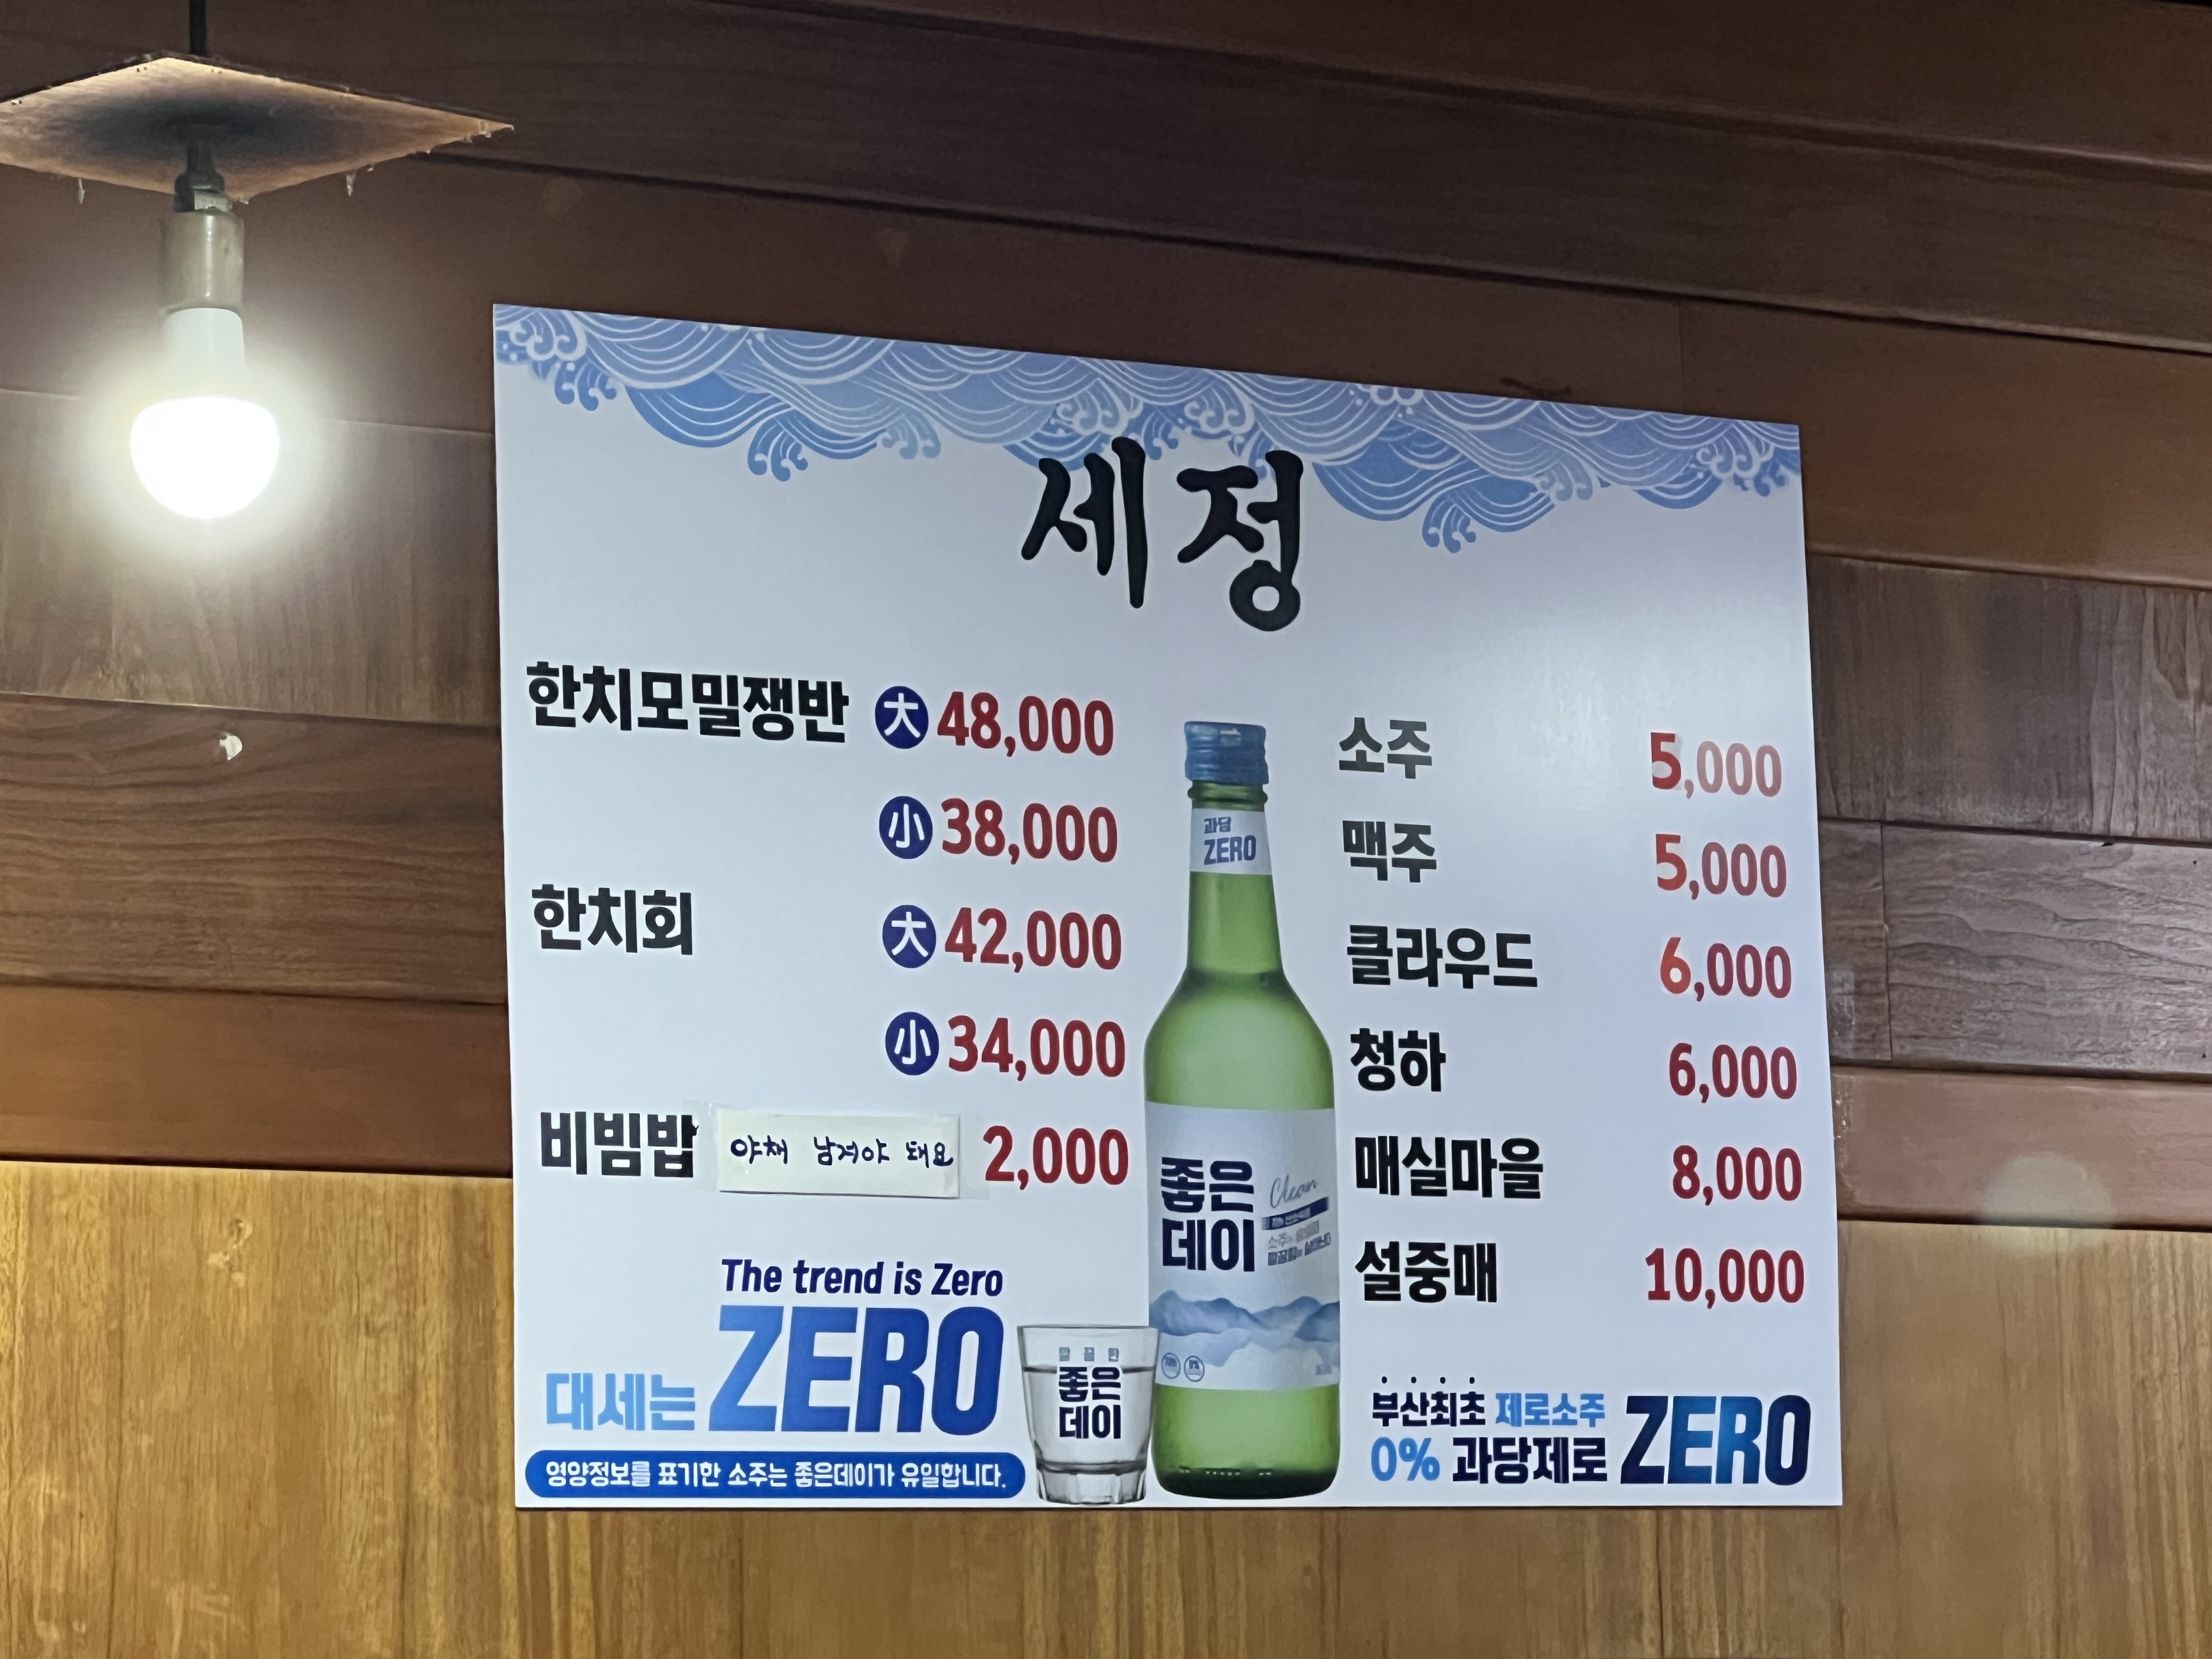 세정
한치모밀쟁반 大 48,000
小 38,000
한치회 大 42,000
小 34,000
비빔밥 야채 남겨야 돼요 2,000
소주 5,000
맥주 5,000
클라우드 6,000
청하 6,000
매실마을 8,000
설중매 10,000
과당
ZERO
좋은
데이
Clean
The trend is Zero
대세는 ZERO
영양정보를 표기한 소주는 좋은데이가 유일합니다.
깔끔한
좋은
데이
부산최초 제로소주
0% 과당제로 ZERO